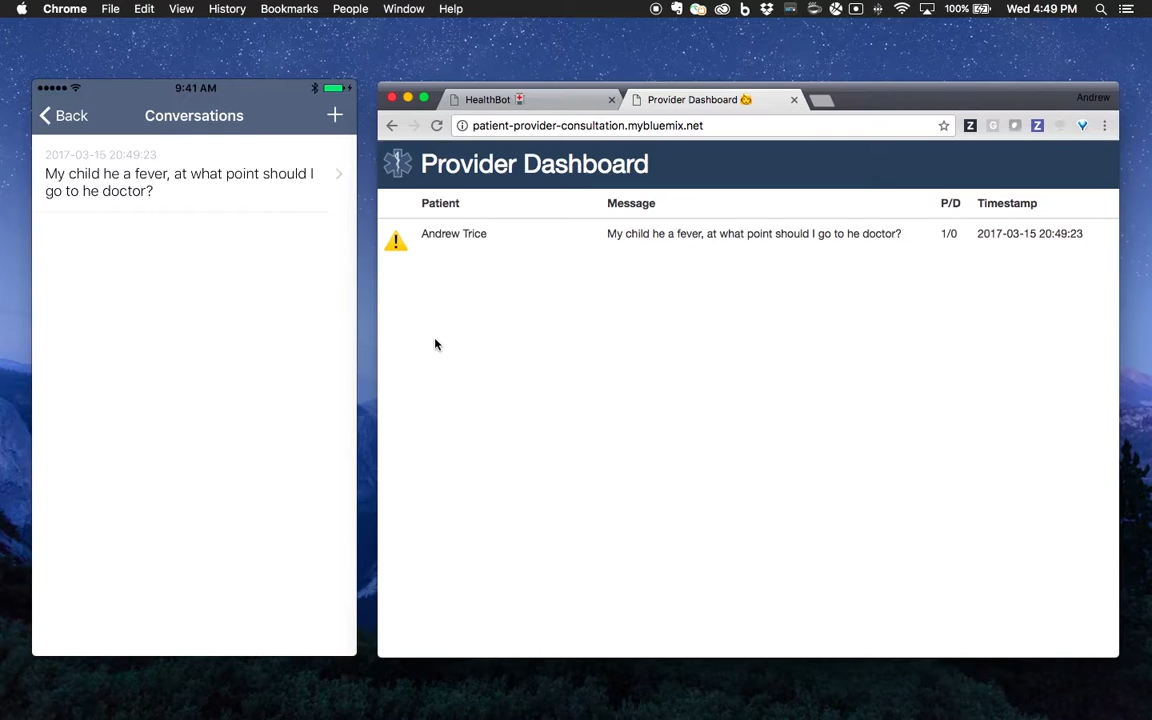 Chrome File Edit View History Bookmarks People Window Help 100% Wed 4:49 PM
9:41 AM
Back Conversations +
2017-03-15 20:49:23
My child he a fever, at what point should I
go to he doctor?
HealthBot Provider Dashboard Andrew
patient-provider-consultation.mybluemix.net
Provider Dashboard
Patient Message P/D Timestamp
Andrew Trice My child he a fever, at what point should I go to he doctor? 1/0 2017-03-15 20:49:23